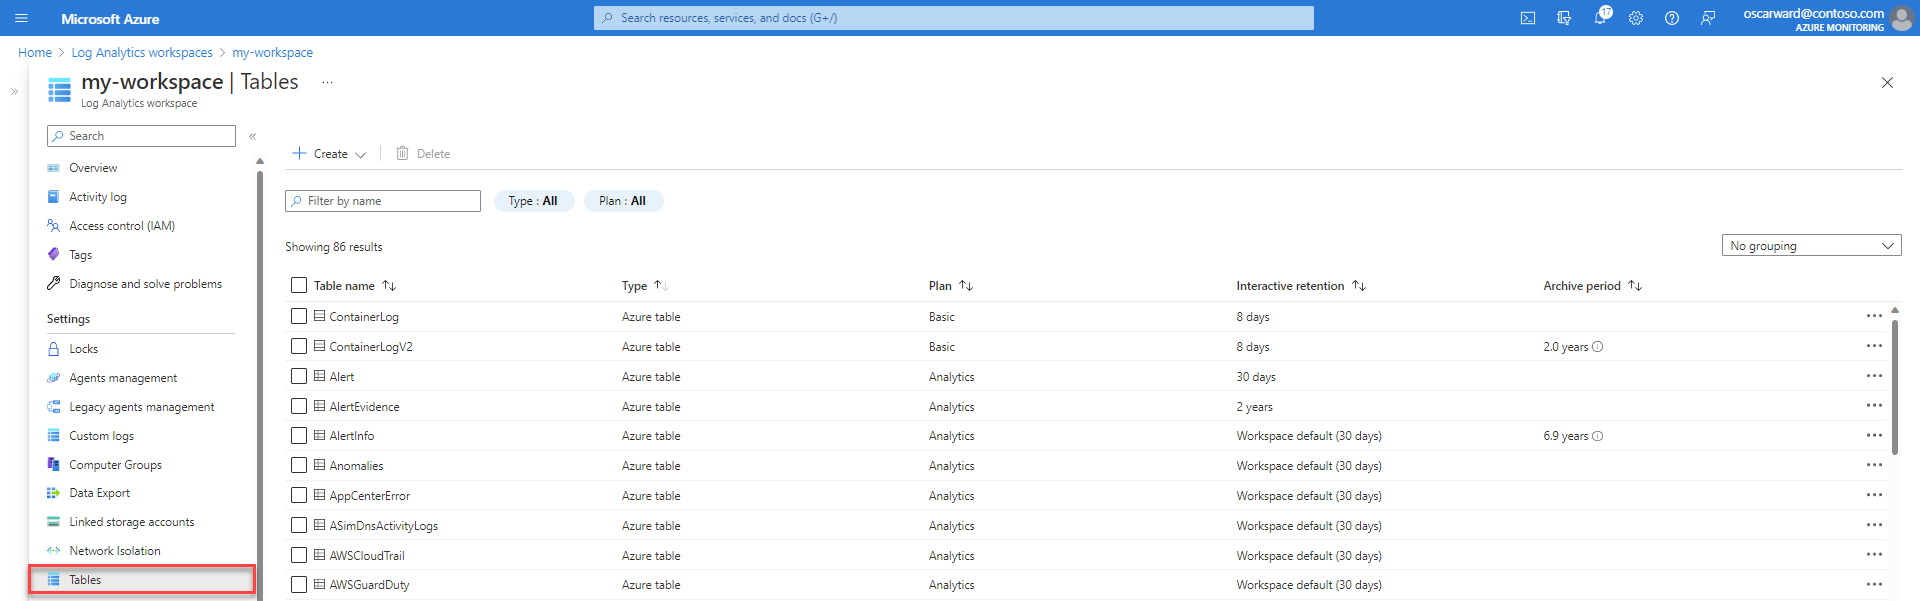 Microsoft Azure
Search resources, services, and docs (G+/)
17
oscarward@contoso.com
AZURE MONITORING
Home > Log Analytics workspaces > my-workspace
my-workspace | Tables ...
Log Analytics workspace
Search
Overview
Activity log
Access control (IAM)
Tags
Diagnose and solve problems
Settings
Locks
Agents management
Legacy agents management
Custom logs
Computer Groups
Data Export
Linked storage accounts
Network Isolation
Tables
Create
Delete
Filter by name
Type : All
Plan : All
Showing 86 results
No grouping
Table name Type Plan Interactive retention Archive period
ContainerLog Azure table Basic 8 days
ContainerLogV2 Azure table Basic 8 days 2.0 years
Alert Azure table Analytics 30 days
AlertEvidence Azure table Analytics 2 years
AlertInfo Azure table Analytics Workspace default (30 days) 6.9 years
Anomalies Azure table Analytics Workspace default (30 days)
AppCenterError Azure table Analytics Workspace default (30 days)
ASimDnsActivityLogs Azure table Analytics Workspace default (30 days)
AWSCloudTrail Azure table Analytics Workspace default (30 days)
AWSGuardDuty Azure table Analytics Workspace default (30 days)